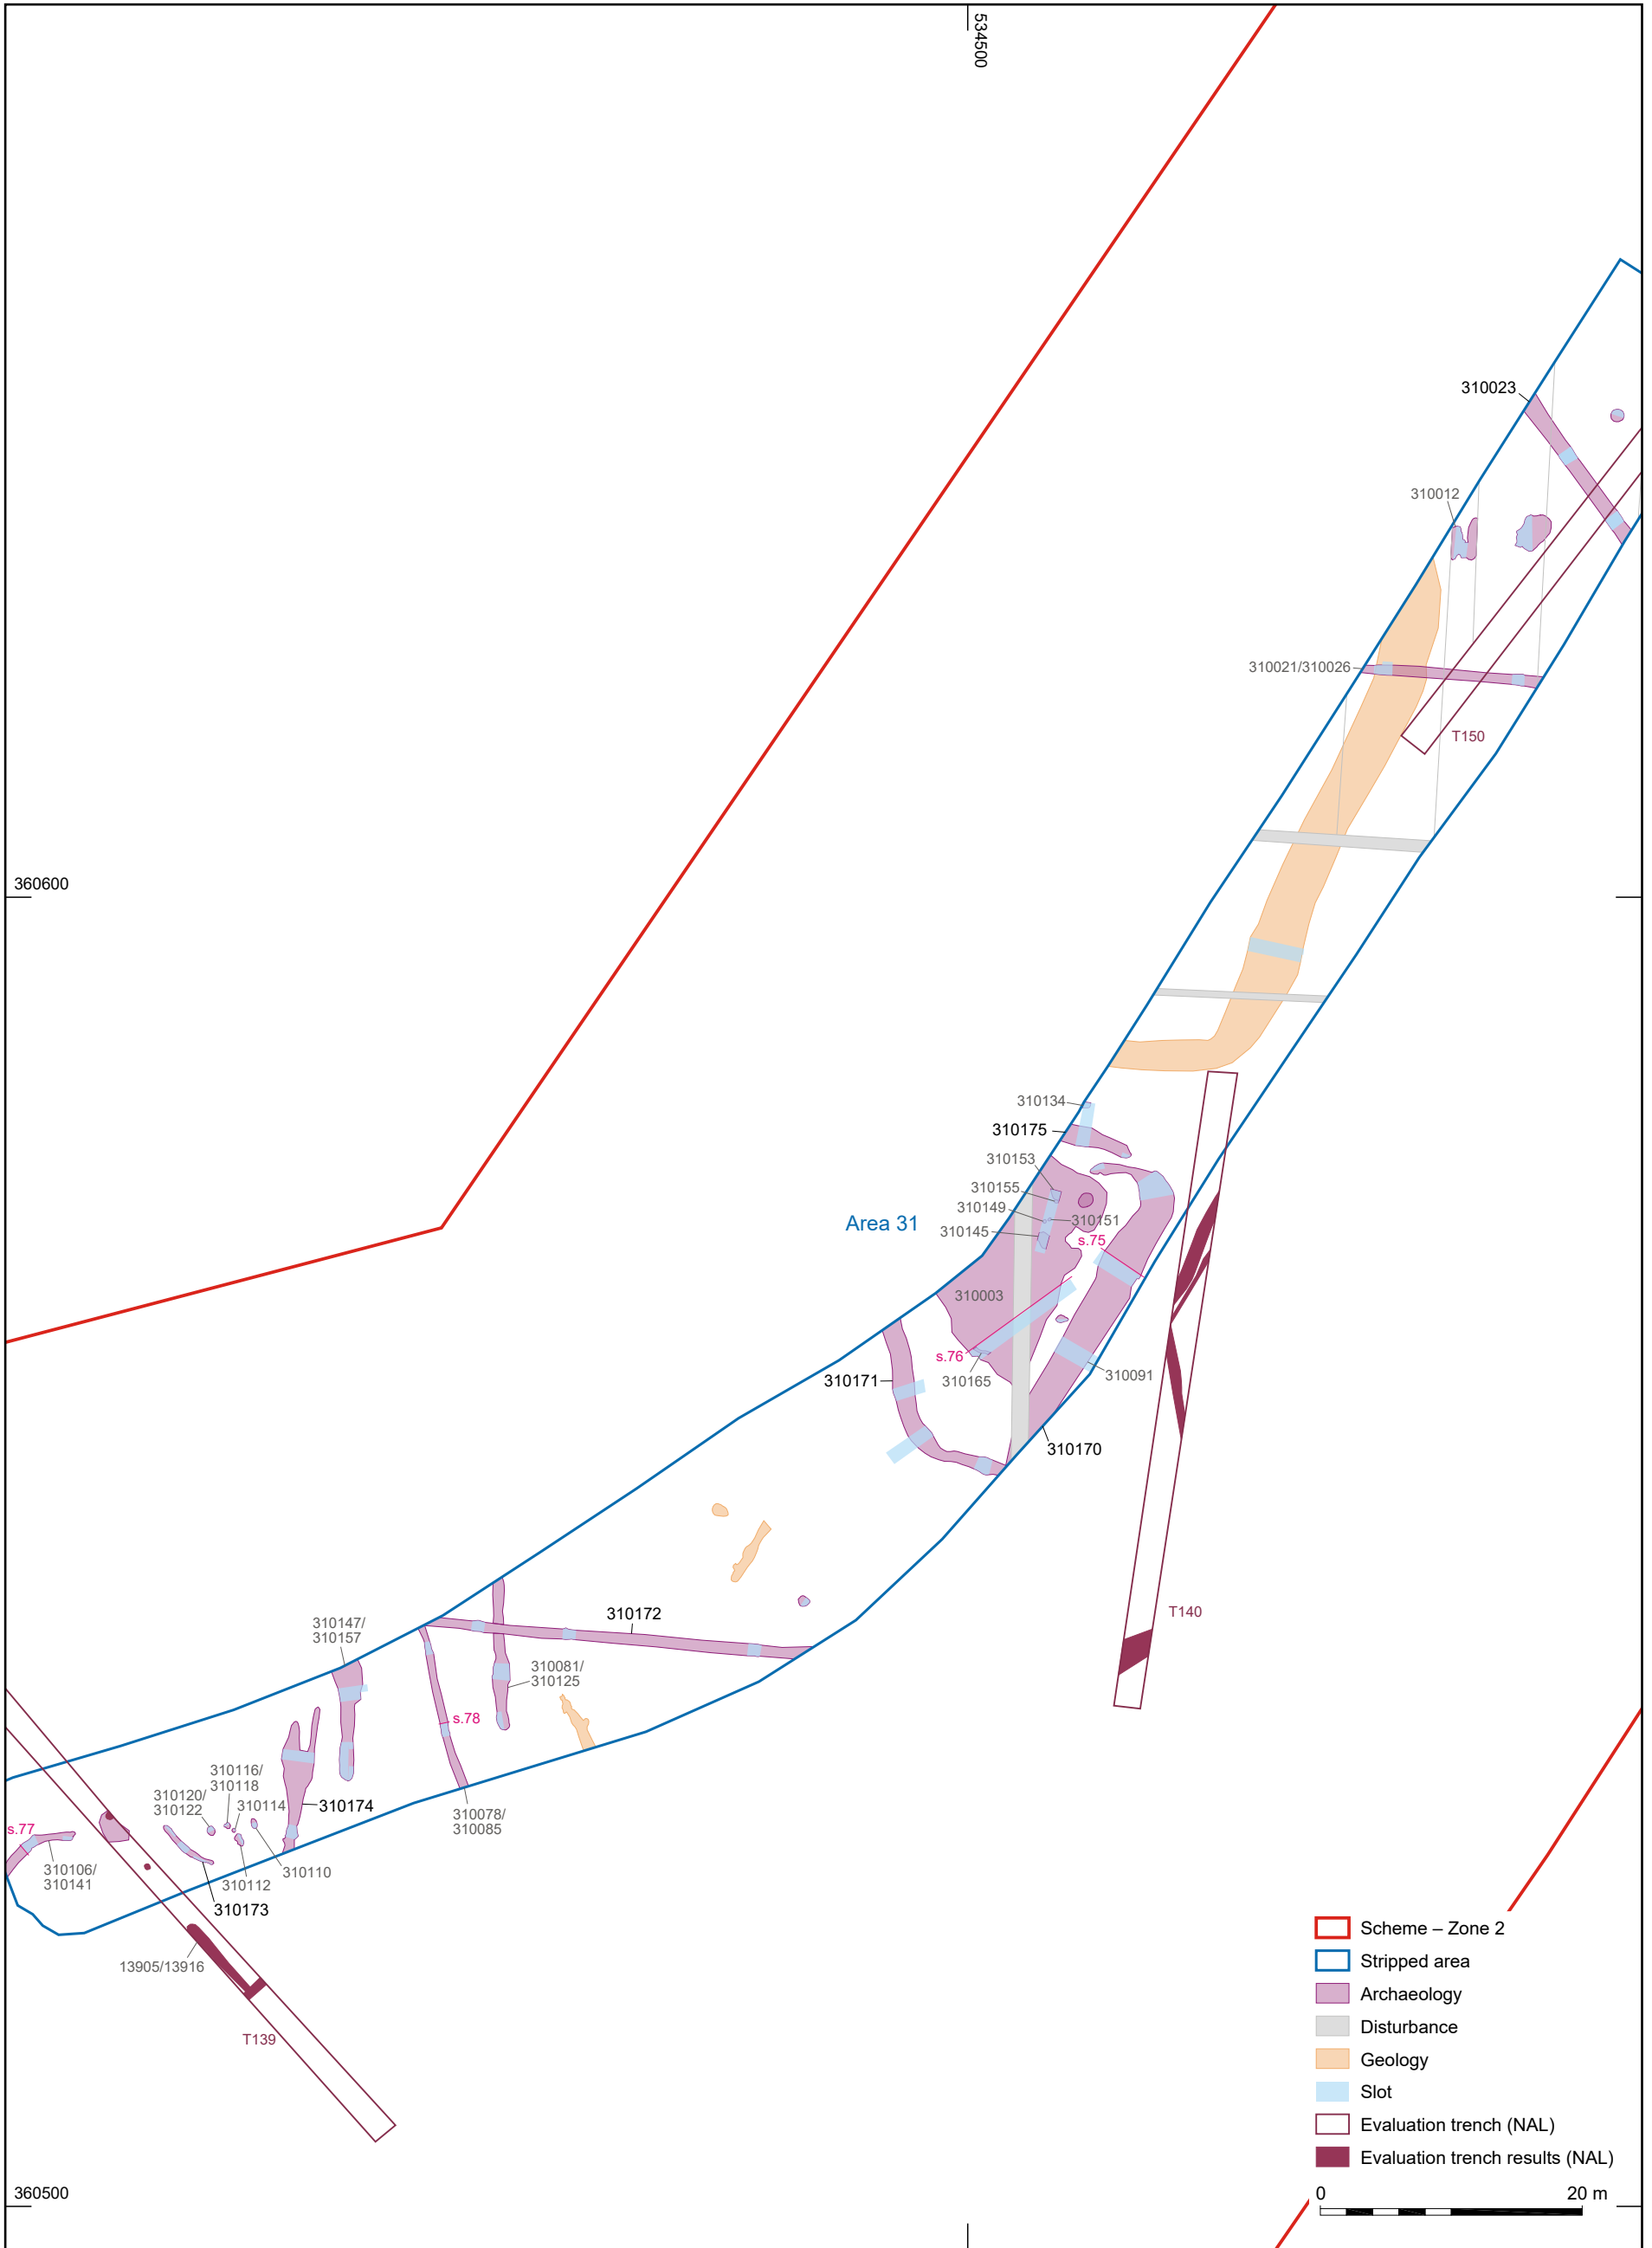 534500
310023
310012
310021/310026
T150
360600
310134
310175
310153
310155
310149
310151
310145
Area 31
s.75
310003
s.76
310165
310171
310091
310170
310172
310147/
310157
T140
310081/
310125
s.78
310116/
310118
310120/
310122
310114
310174
s.77
310078/
310085
310106/
310141
310110
310112
310173
13905/13916
T139
Scheme – Zone 2
Stripped area
Archaeology
Disturbance
Geology
Slot
Evaluation trench (NAL)
Evaluation trench results (NAL)
360500
0 20 m